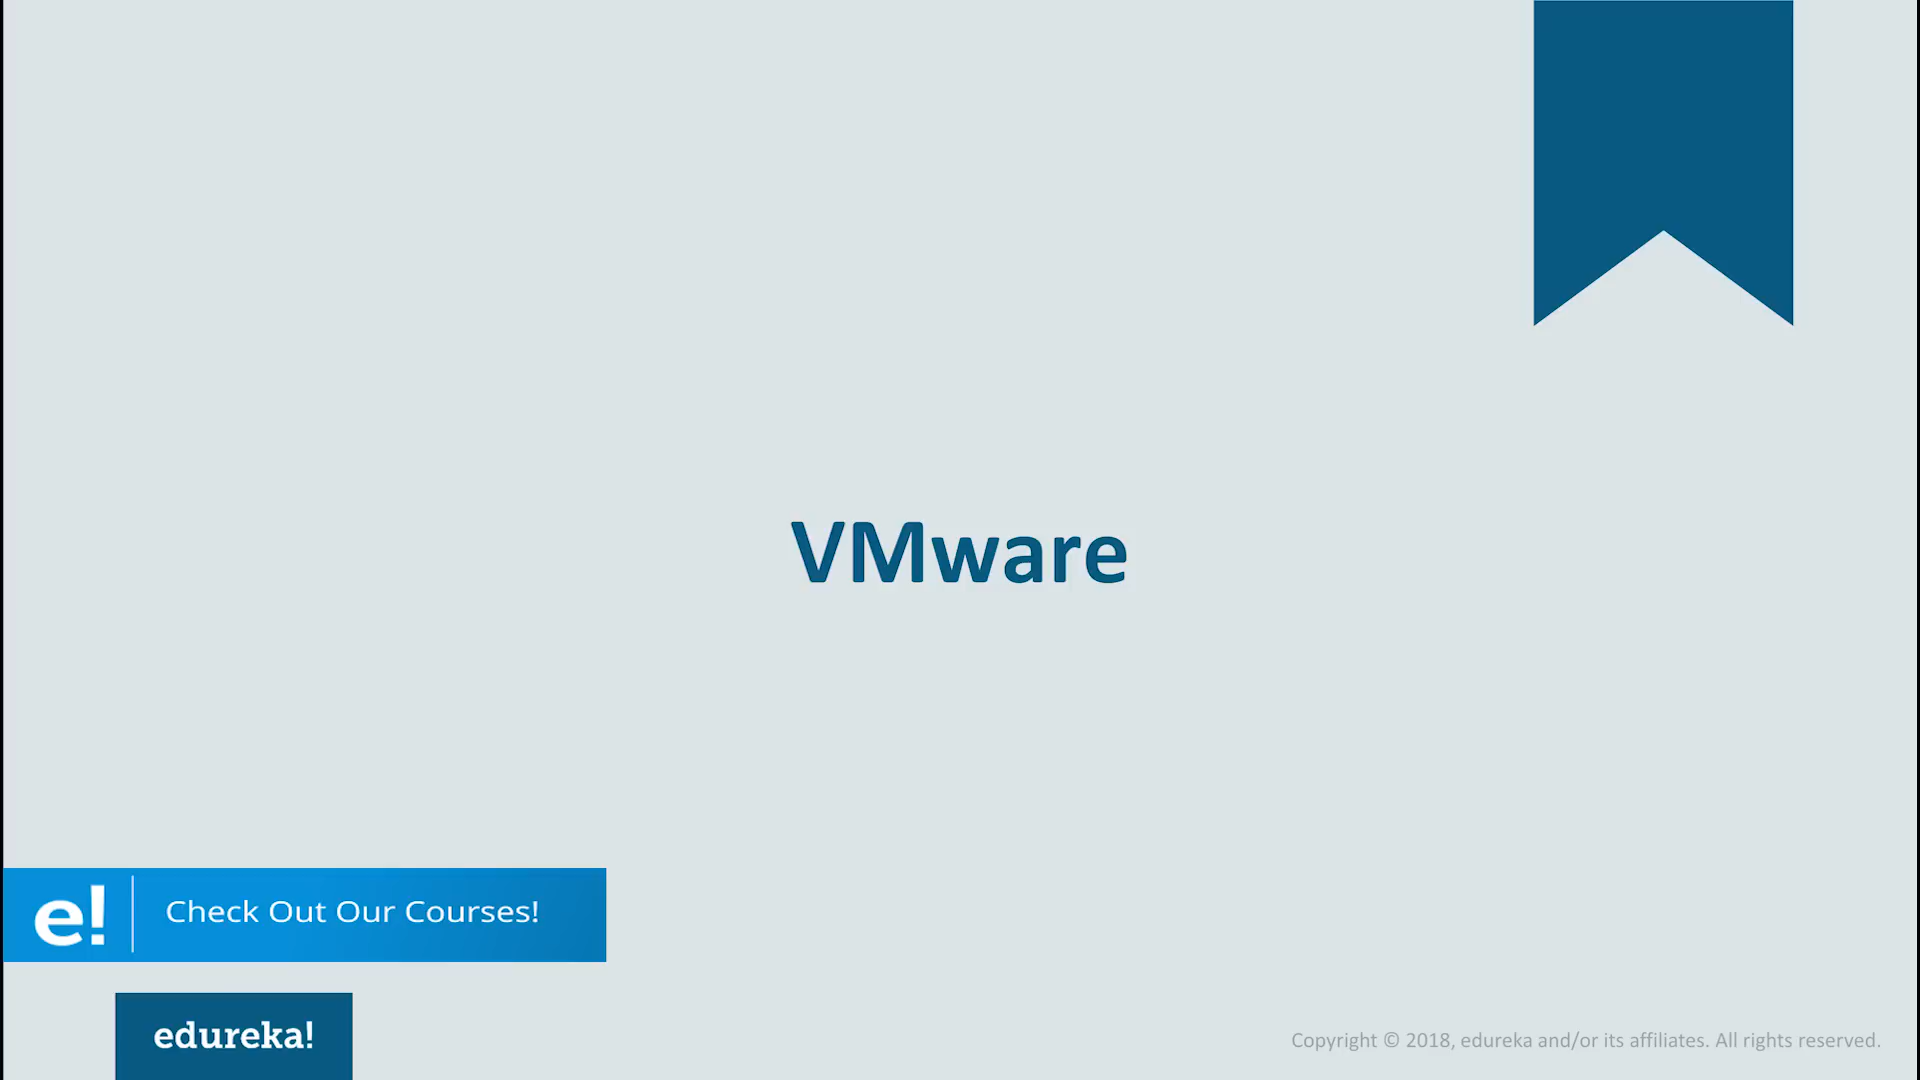 VMware
e! Check Out Our Courses!
edureka!
Copyright © 2018, edureka and/or its affiliates. All rights reserved.